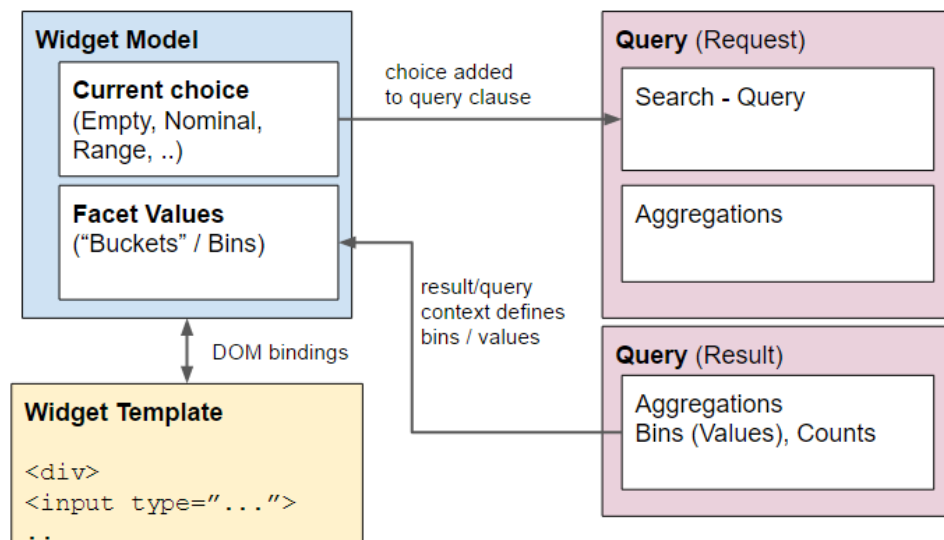 Widget Model
Current choice
(Empty, Nominal,
Range, ..)
Facet Values
(“Buckets” / Bins)
choice added
to query clause
Query (Request)
Search - Query
Aggregations
result/query
context defines
bins / values
DOM bindings
Query (Result)
Aggregations
Bins (Values), Counts
Widget Template
<div>
<input type=”...”>
..